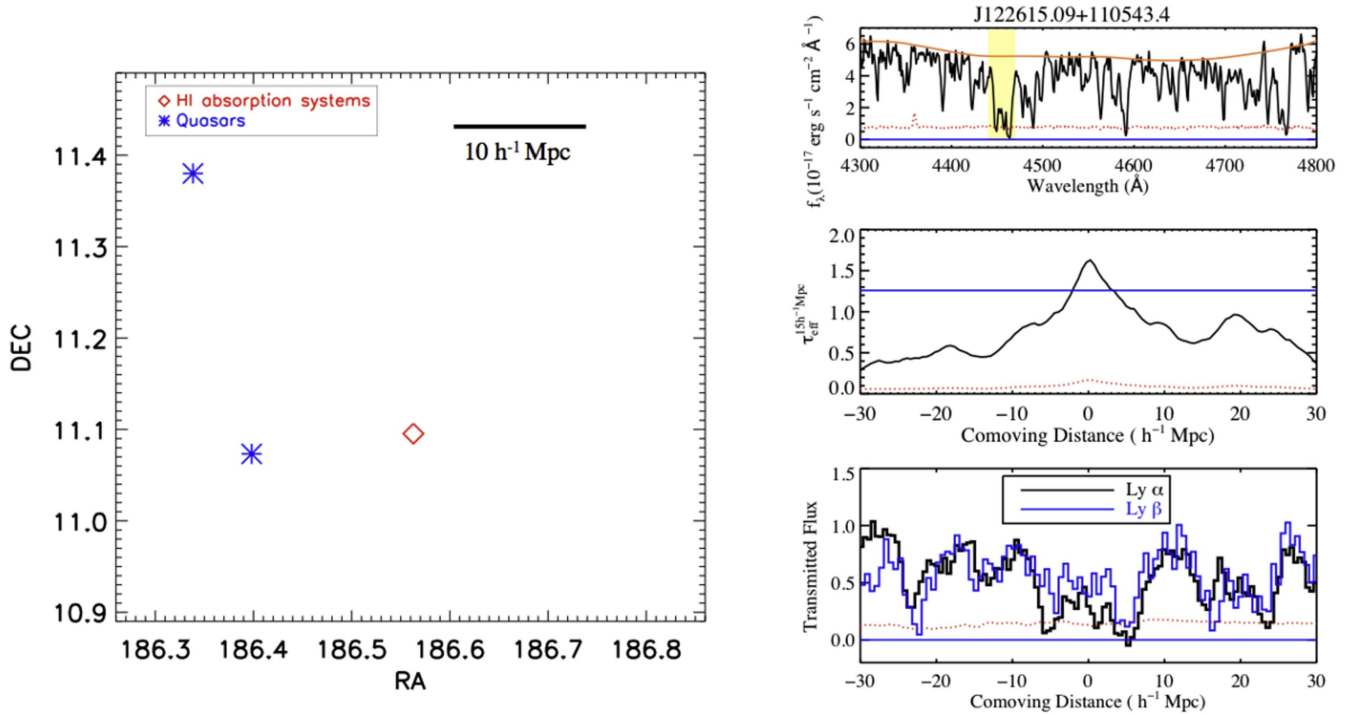 HI absorption systems
Quasars
10 h⁻¹ Mpc
11.4
11.3
11.2
11.1
11.0
10.9
DEC
186.3 186.4 186.5 186.6 186.7 186.8
RA
J122615.09+110543.4
6
4
2
0
f_λ(10⁻¹⁷ erg s⁻¹ cm⁻² Å⁻¹)
4300 4400 4500 4600 4700 4800
Wavelength (Å)
2.0
1.5
1.0
0.5
0.0
τ_eff^15h⁻¹Mpc
−30 −20 −10 0 10 20 30
Comoving Distance ( h⁻¹ Mpc)
1.5
1.0
0.5
0.0
Transmitted Flux
Ly α
Ly β
−30 −20 −10 0 10 20 30
Comoving Distance ( h⁻¹ Mpc)